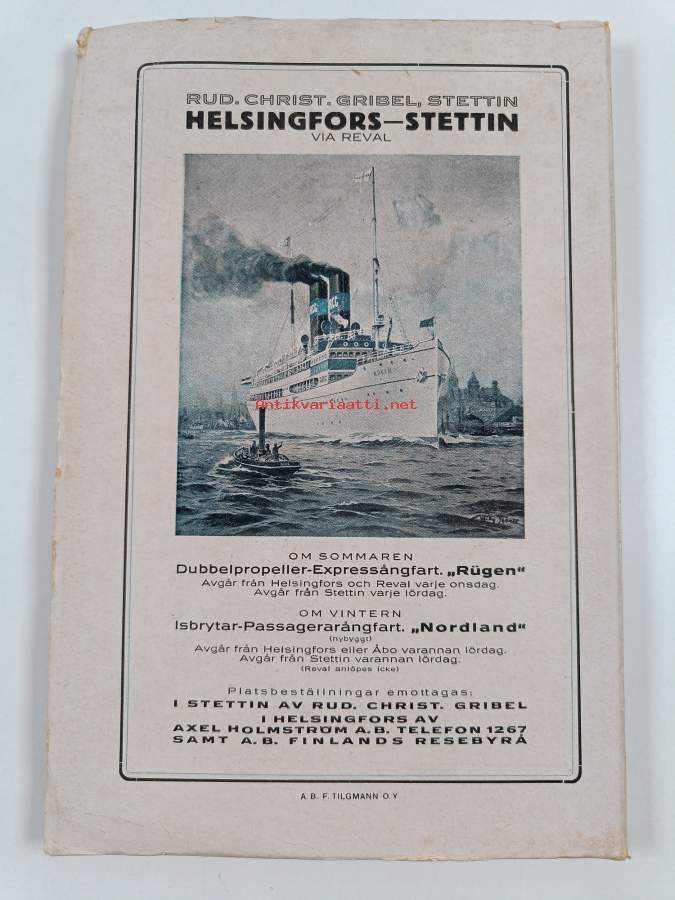 RUD. CHRIST. GRIBEL, STETTIN
HELSINGFORS—STETTIN
VIA REVAL
RCG
RÜGEN
Antikvariaatti.net
OM SOMMAREN
Dubbelpropeller-Expressångfart. „Rügen“
Avgår från Helsingfors och Reval varje onsdag.
Avgår från Stettin varje lördag.
OM VINTERN
Isbrytar-Passagerarångfart. „Nordland“
(nybyggt)
Avgår från Helsingfors eller Åbo varannan lördag.
Avgår från Stettin varannan lördag.
(Reval anlöpes icke)
Platsbeställningar emottagas:
I STETTIN AV RUD. CHRIST. GRIBEL
I HELSINGFORS AV
AXEL HOLMSTRÖM A.B. TELEFON 1267
SAMT A.B. FINLANDS RESEBYRÅ
A. B. F. TILGMANN O. Y